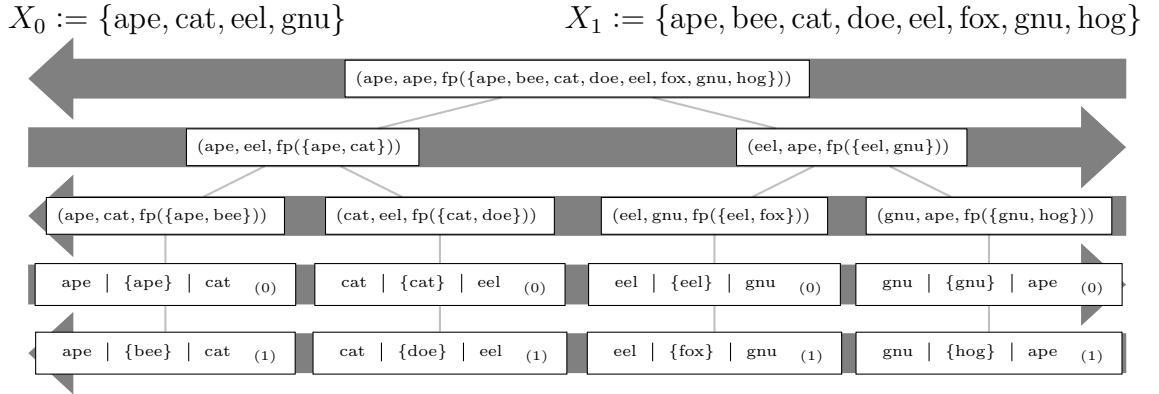 X₀ := {ape, cat, eel, gnu} X₁ := {ape, bee, cat, doe, eel, fox, gnu, hog}
(ape, ape, fp({ape, bee, cat, doe, eel, fox, gnu, hog}))
(ape, eel, fp({ape, cat})) (eel, ape, fp({eel, gnu}))
(ape, cat, fp({ape, bee})) (cat, eel, fp({cat, doe})) (eel, gnu, fp({eel, fox})) (gnu, ape, fp({gnu, hog}))
ape | {ape} | cat (0) cat | {cat} | eel (0) eel | {eel} | gnu (0) gnu | {gnu} | ape (0)
ape | {bee} | cat (1) cat | {doe} | eel (1) eel | {fox} | gnu (1) gnu | {hog} | ape (1)